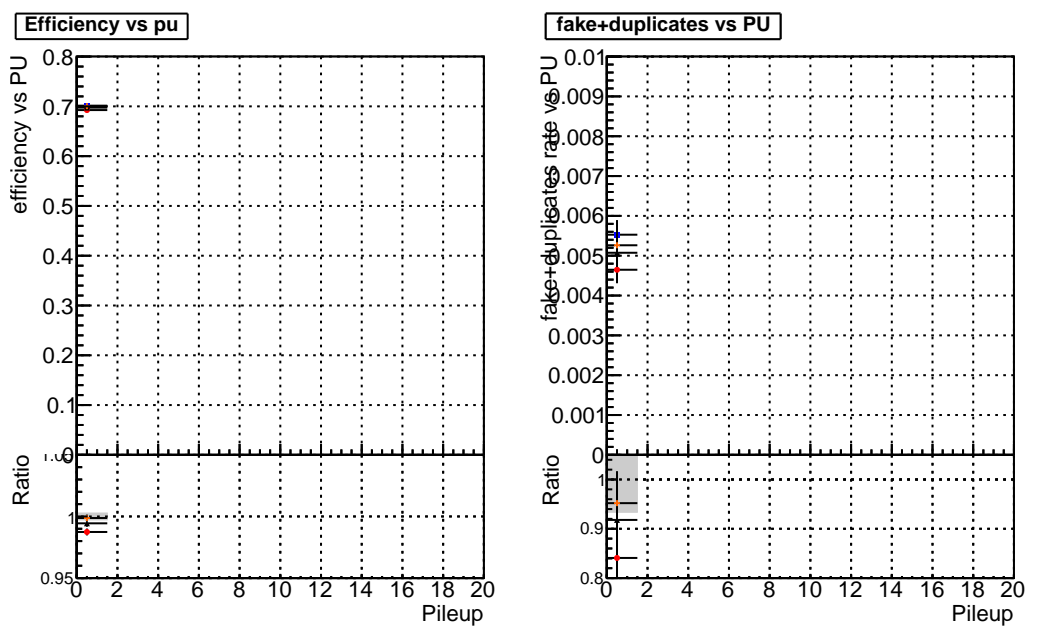 Efficiency vs pu
efficiency vs PU
0.8
0.7
0.6
0.5
0.4
0.3
0.2
0.1
0
Ratio
1
0.95
0 2 4 6 8 10 12 14 16 18 20
Pileup
fake+duplicates vs PU
fake+duplicates rate vs PU
0.01
0.009
0.008
0.007
0.006
0.005
0.004
0.003
0.002
0.001
0
Ratio
1
0.9
0.8
0 2 4 6 8 10 12 14 16 18 20
Pileup